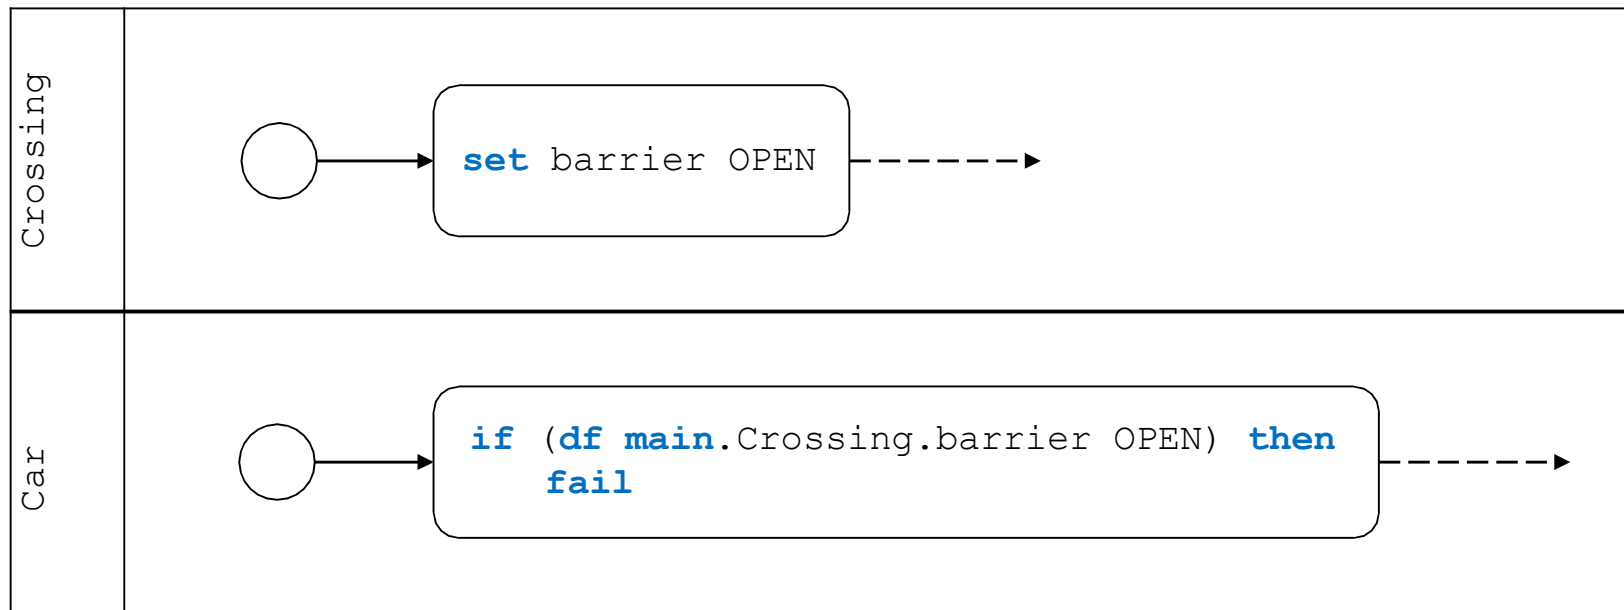 Crossing
set barrier OPEN
Car
if (df main.Crossing.barrier OPEN) then
fail